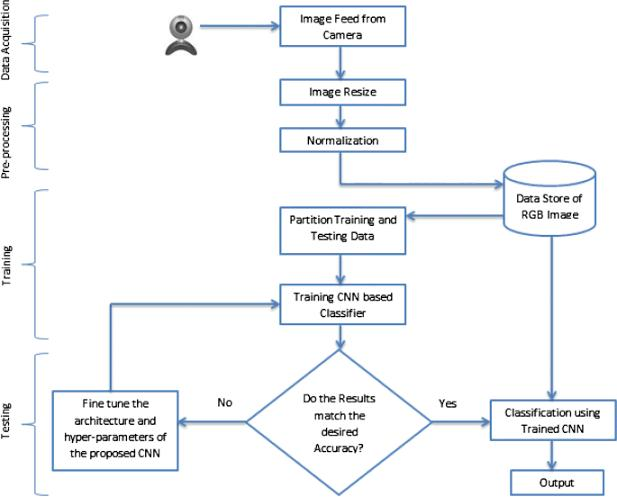 Data Acquisition
Image Feed from
Camera
Pre-processing
Image Resize
Normalization
Data Store of
RGB Image
Training
Partition Training and
Testing Data
Training CNN based
Classifier
Testing
Fine tune the
architecture and
hyper-parameters of
the proposed CNN
No
Do the Results
match the
desired
Accuracy?
Yes
Classification using
Trained CNN
Output